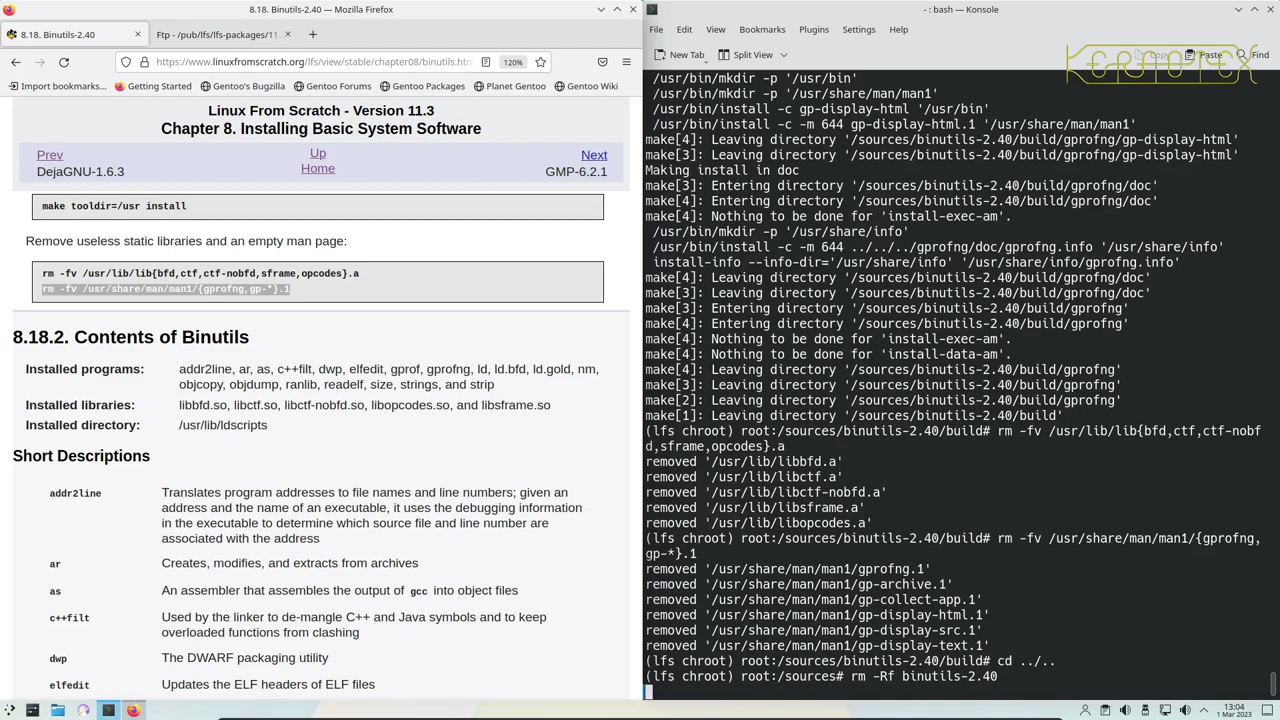 8.18. Binutils-2.40 — Mozilla Firefox
8.18. Binutils-2.40
Ftp - /pub/lfs/lfs-packages/11.
https://www.linuxfromscratch.org/lfs/view/stable/chapter08/binutils.html
120%
Import bookmarks...
Getting Started
Gentoo's Bugzilla
Gentoo Forums
Gentoo Packages
Planet Gentoo
Gentoo Wiki
Linux From Scratch - Version 11.3
Chapter 8. Installing Basic System Software
Prev
Up
Next
DejaGNU-1.6.3
Home
GMP-6.2.1
make tooldir=/usr install
Remove useless static libraries and an empty man page:
rm -fv /usr/lib/lib{bfd,ctf,ctf-nobfd,sframe,opcodes}.a
rm -fv /usr/share/man/man1/{gprofng,gp-*}.1
8.18.2. Contents of Binutils
Installed programs: addr2line, ar, as, c++filt, dwp, elfedit, gprof, gprofng, ld, ld.bfd, ld.gold, nm,
objcopy, objdump, ranlib, readelf, size, strings, and strip
Installed libraries: libbfd.so, libctf.so, libctf-nobfd.so, libopcodes.so, and libsframe.so
Installed directory: /usr/lib/ldscripts
Short Descriptions
addr2line Translates program addresses to file names and line numbers; given an
address and the name of an executable, it uses the debugging information
in the executable to determine which source file and line number are
associated with the address
ar Creates, modifies, and extracts from archives
as An assembler that assembles the output of gcc into object files
c++filt Used by the linker to de-mangle C++ and Java symbols and to keep
overloaded functions from clashing
dwp The DWARF packaging utility
elfedit Updates the ELF headers of ELF files
- : bash — Konsole
File Edit View Bookmarks Plugins Settings Help
New Tab Split View Copy Paste Find
KERAPLEX
/usr/bin/mkdir -p '/usr/bin'
/usr/bin/mkdir -p '/usr/share/man/man1'
/usr/bin/install -c gp-display-html '/usr/bin'
/usr/bin/install -c -m 644 gp-display-html.1 '/usr/share/man/man1'
make[4]: Leaving directory '/sources/binutils-2.40/build/gprofng/gp-display-html'
make[3]: Leaving directory '/sources/binutils-2.40/build/gprofng/gp-display-html'
Making install in doc
make[3]: Entering directory '/sources/binutils-2.40/build/gprofng/doc'
make[4]: Entering directory '/sources/binutils-2.40/build/gprofng/doc'
make[4]: Nothing to be done for 'install-exec-am'.
/usr/bin/mkdir -p '/usr/share/info'
/usr/bin/install -c -m 644 ../../../gprofng/doc/gprofng.info '/usr/share/info'
install-info --info-dir='/usr/share/info' '/usr/share/info/gprofng.info'
make[4]: Leaving directory '/sources/binutils-2.40/build/gprofng/doc'
make[3]: Leaving directory '/sources/binutils-2.40/build/gprofng/doc'
make[3]: Entering directory '/sources/binutils-2.40/build/gprofng'
make[4]: Entering directory '/sources/binutils-2.40/build/gprofng'
make[4]: Nothing to be done for 'install-exec-am'.
make[4]: Nothing to be done for 'install-data-am'.
make[4]: Leaving directory '/sources/binutils-2.40/build/gprofng'
make[3]: Leaving directory '/sources/binutils-2.40/build/gprofng'
make[2]: Leaving directory '/sources/binutils-2.40/build/gprofng'
make[1]: Leaving directory '/sources/binutils-2.40/build'
(lfs chroot) root:/sources/binutils-2.40/build# rm -fv /usr/lib/lib{bfd,ctf,ctf-nobf
d,sframe,opcodes}.a
removed '/usr/lib/libbfd.a'
removed '/usr/lib/libctf.a'
removed '/usr/lib/libctf-nobfd.a'
removed '/usr/lib/libsframe.a'
removed '/usr/lib/libopcodes.a'
(lfs chroot) root:/sources/binutils-2.40/build# rm -fv /usr/share/man/man1/{gprofng,
gp-*}.1
removed '/usr/share/man/man1/gprofng.1'
removed '/usr/share/man/man1/gp-archive.1'
removed '/usr/share/man/man1/gp-collect-app.1'
removed '/usr/share/man/man1/gp-display-html.1'
removed '/usr/share/man/man1/gp-display-src.1'
removed '/usr/share/man/man1/gp-display-text.1'
(lfs chroot) root:/sources/binutils-2.40/build# cd ../..
(lfs chroot) root:/sources# rm -Rf binutils-2.40
13:04
1 Mar 2023